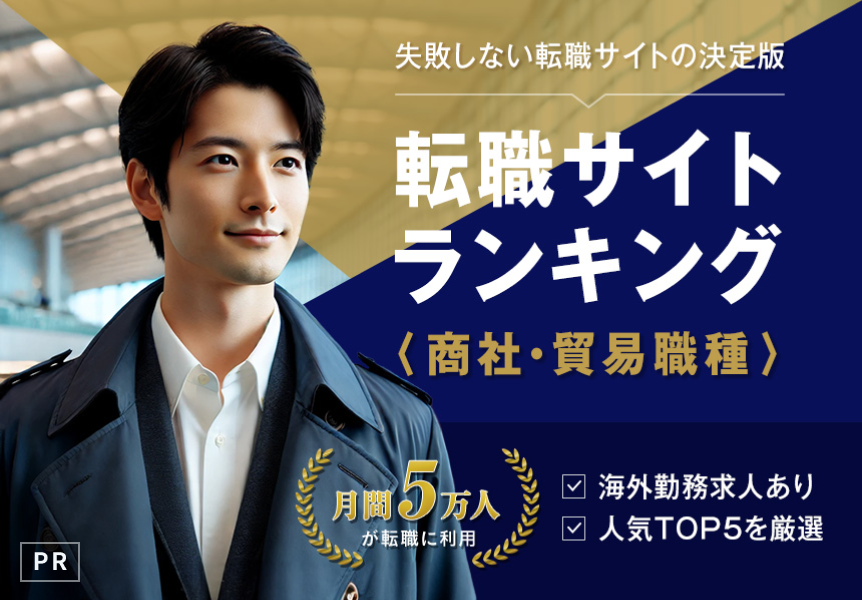 失敗しない転職サイトの決定版
転職サイト
ランキング
〈商社・貿易職種〉
月間5万人
が転職に利用
海外勤務求人あり
人気TOP5を厳選
PR